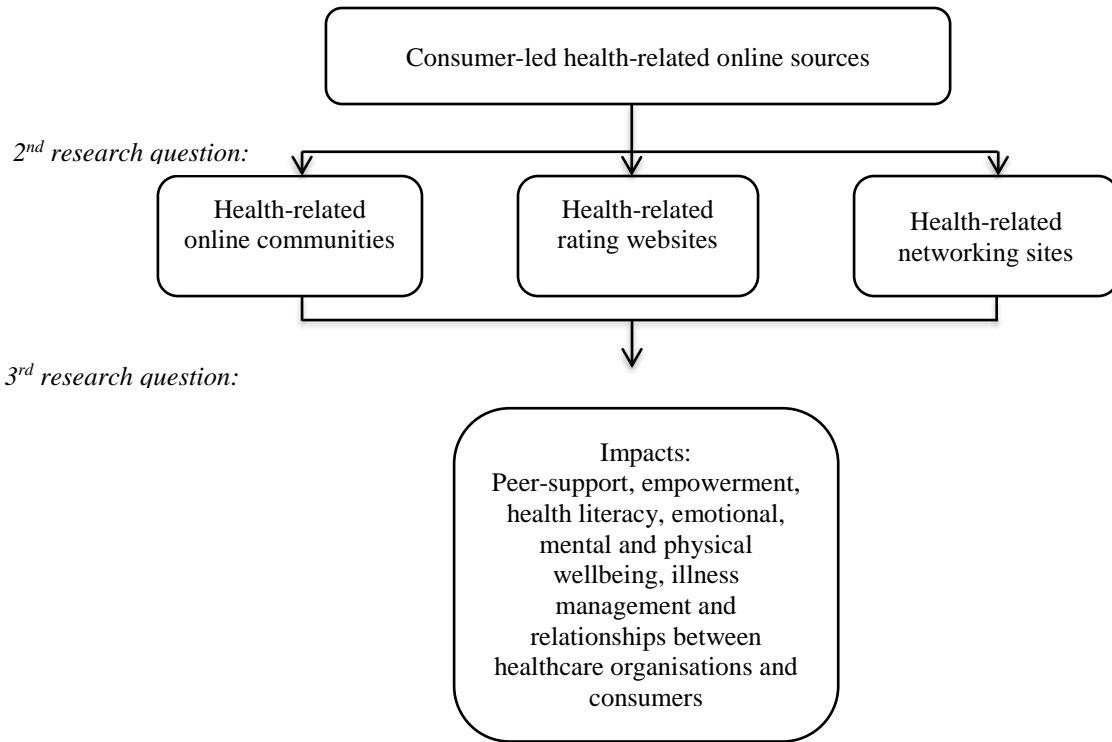 Consumer-led health-related online sources
2nd research question:
Health-related
online communities
Health-related
rating websites
Health-related
networking sites
3rd research question:
Impacts:
Peer-support, empowerment,
health literacy, emotional,
mental and physical
wellbeing, illness
management and
relationships between
healthcare organisations and
consumers